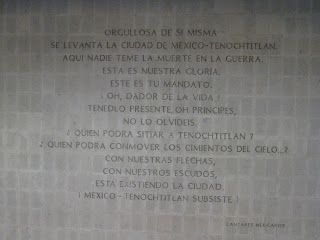 ORGULLOSA DE SI MISMA
SE LEVANTA LA CIUDAD DE MEXICO-TENOCHTITLAN.
AQUI NADIE TEME LA MUERTE EN LA GUERRA.
ESTA ES NUESTRA GLORIA.
ESTE ES TU MANDATO.
¡ OH, DADOR DE LA VIDA !
TENEDLO PRESENTE, OH PRINCIPES,
NO LO OLVIDEIS.
¿ QUIEN PODRA SITIAR A TENOCHTITLAN ?
¿ QUIEN PODRA CONMOVER LOS CIMIENTOS DEL CIELO..?
CON NUESTRAS FLECHAS,
CON NUESTROS ESCUDOS,
ESTA EXISTIENDO LA CIUDAD.
¡ MEXICO-TENOCHTITLAN SUBSISTE !
CANTARES MEXICANOS